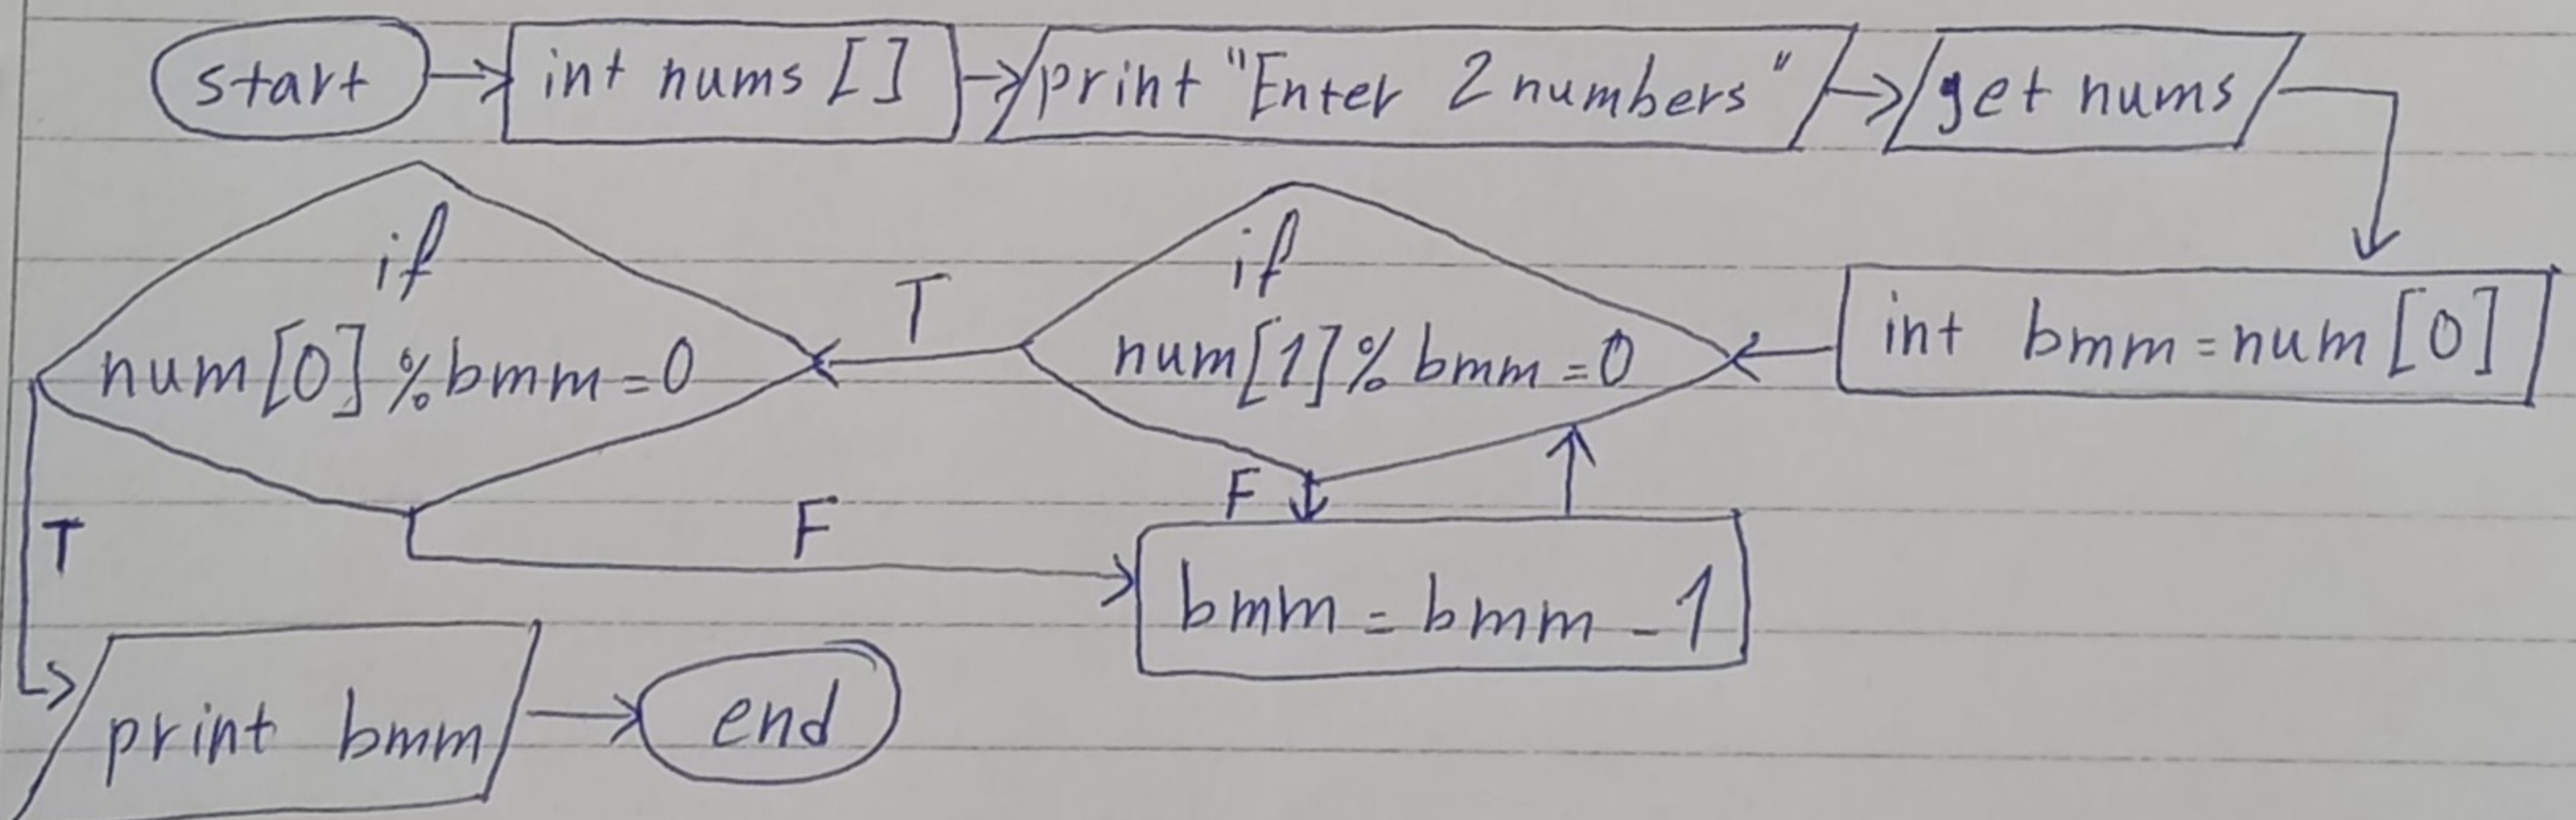 start
int nums []
print "Enter 2 numbers"
get nums
int bmm = num [0]
if
num[1] % bmm = 0
T
F
if
num[0] % bmm = 0
F
T
bmm = bmm - 1
print bmm
end